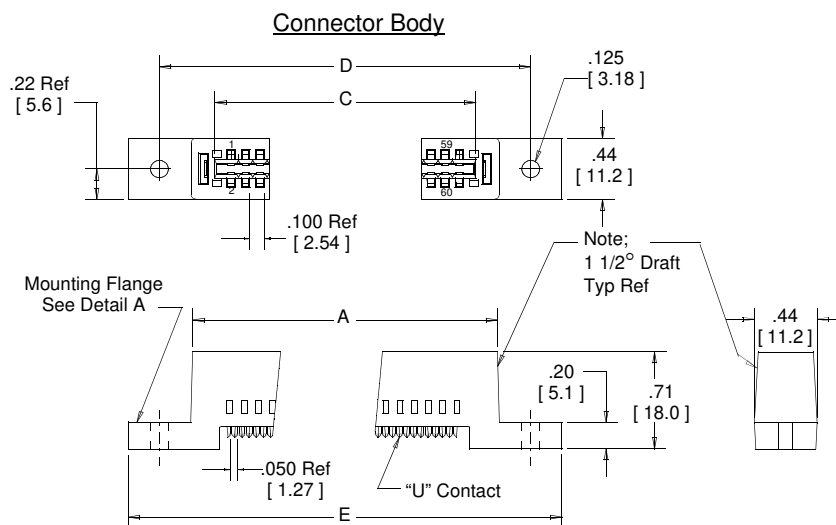 Connector Body
D
.125
[ 3.18 ]
.22 Ref
[ 5.6 ]
C
1
59
.44
[ 11.2 ]
2
60
.100 Ref
[ 2.54 ]
Note;
1 1/2° Draft
Typ Ref
Mounting Flange
See Detail A
A
.44
[ 11.2 ]
.20
[ 5.1 ]
.71
[ 18.0 ]
.050 Ref
[ 1.27 ]
“U” Contact
E